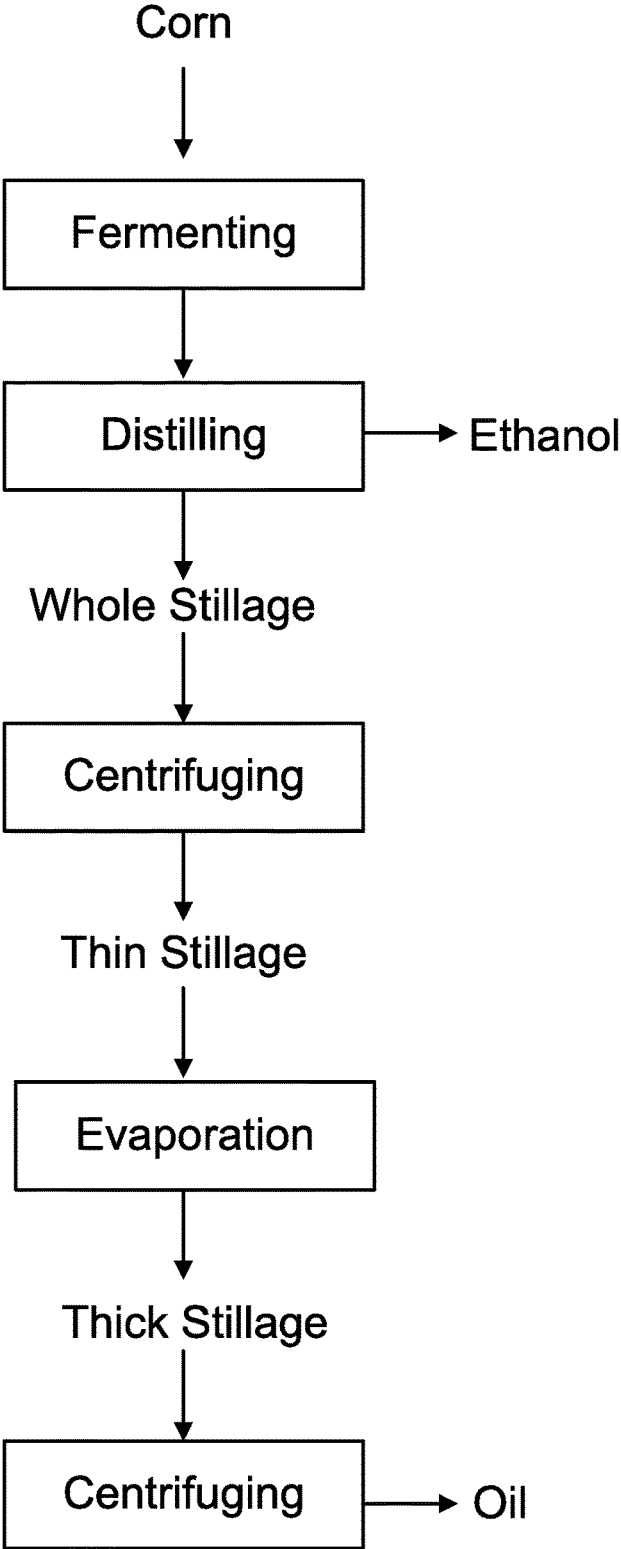 Corn
Fermenting
Distilling
Ethanol
Whole Stillage
Centrifuging
Thin Stillage
Evaporation
Thick Stillage
Centrifuging
Oil